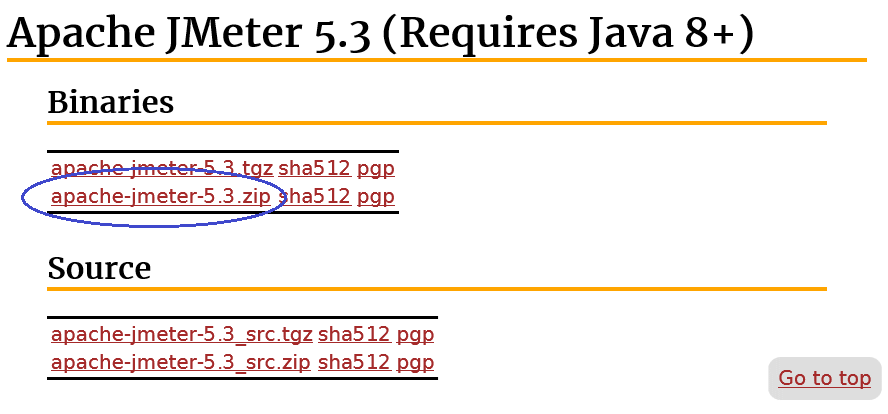 Apache JMeter 5.3 (Requires Java 8+)
Binaries
apache-jmeter-5.3.tgz sha512 pgp
apache-jmeter-5.3.zip sha512 pgp
Source
apache-jmeter-5.3_src.tgz sha512 pgp
apache-jmeter-5.3_src.zip sha512 pgp
Go to top